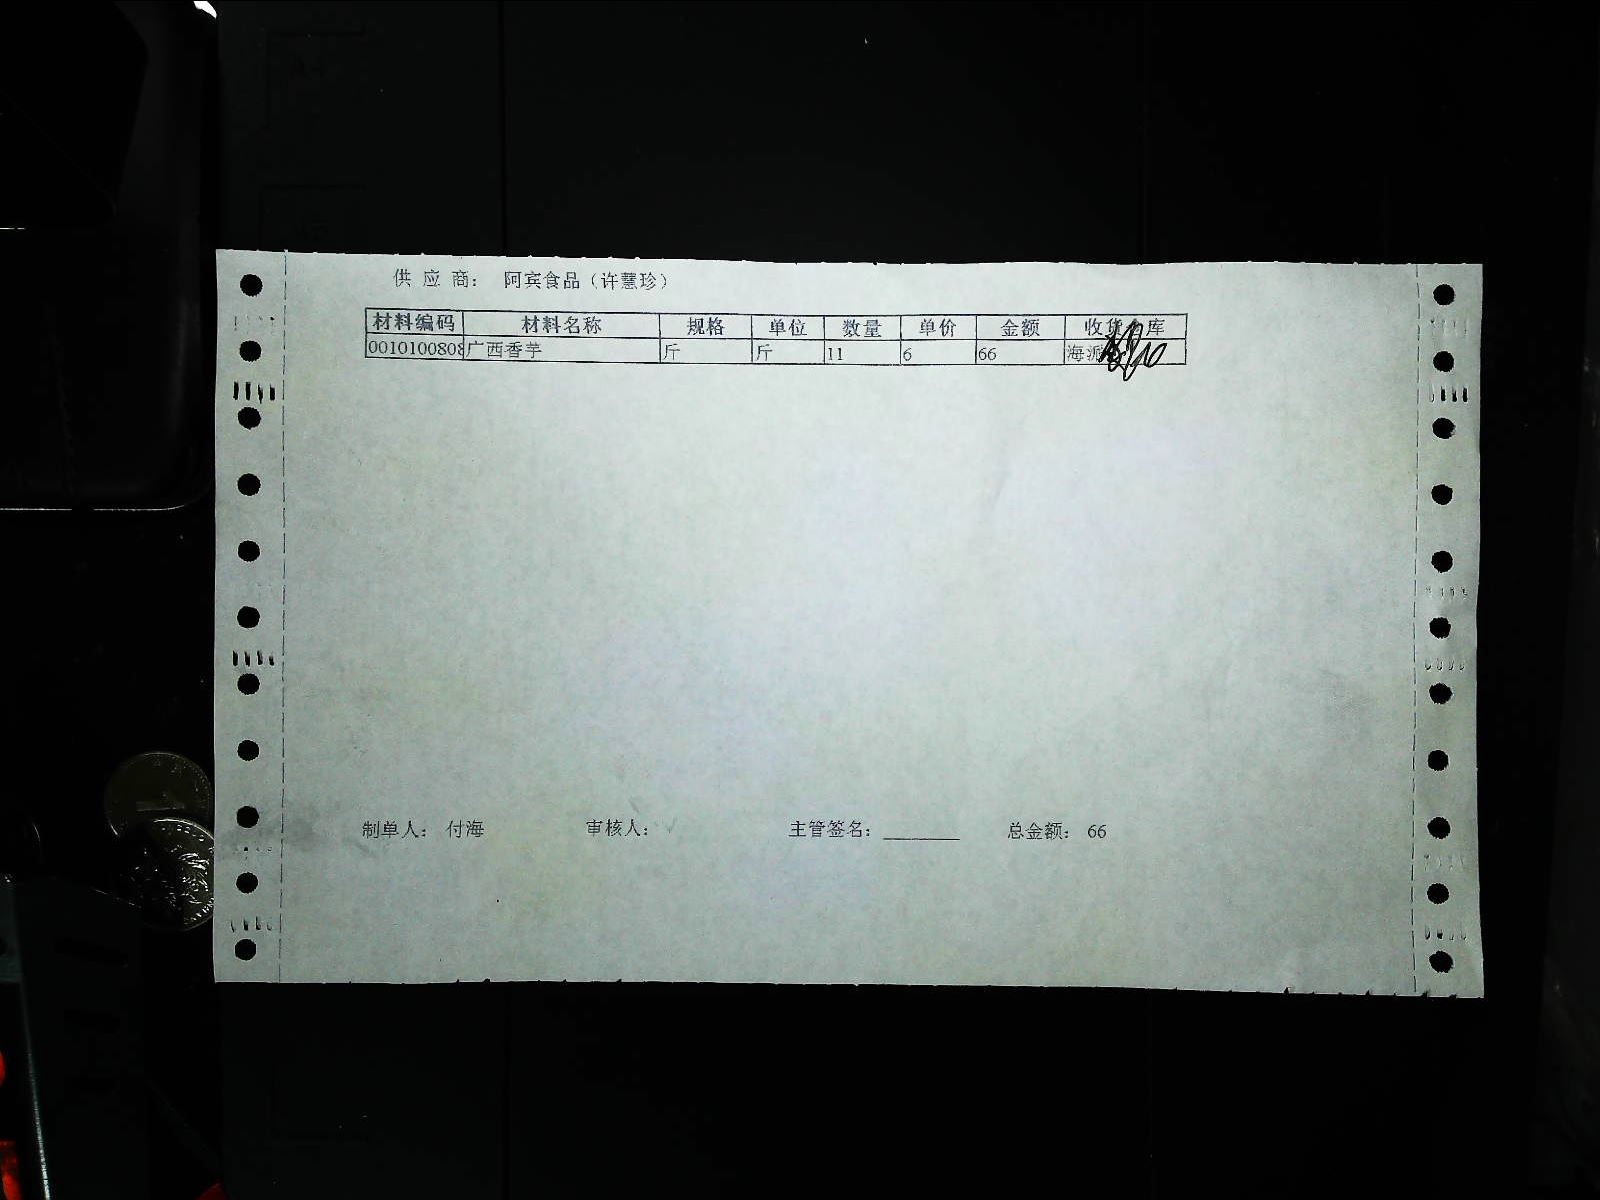 供 应 商： 阿宾食品（许慧珍）
材料编码 材料名称 规格 单位 数量 单价 金额 收货仓库
0010100808 广西香芋 斤 斤 11 6 66 海派
制单人： 付海 审核人： 主管签名： 总金额： 66